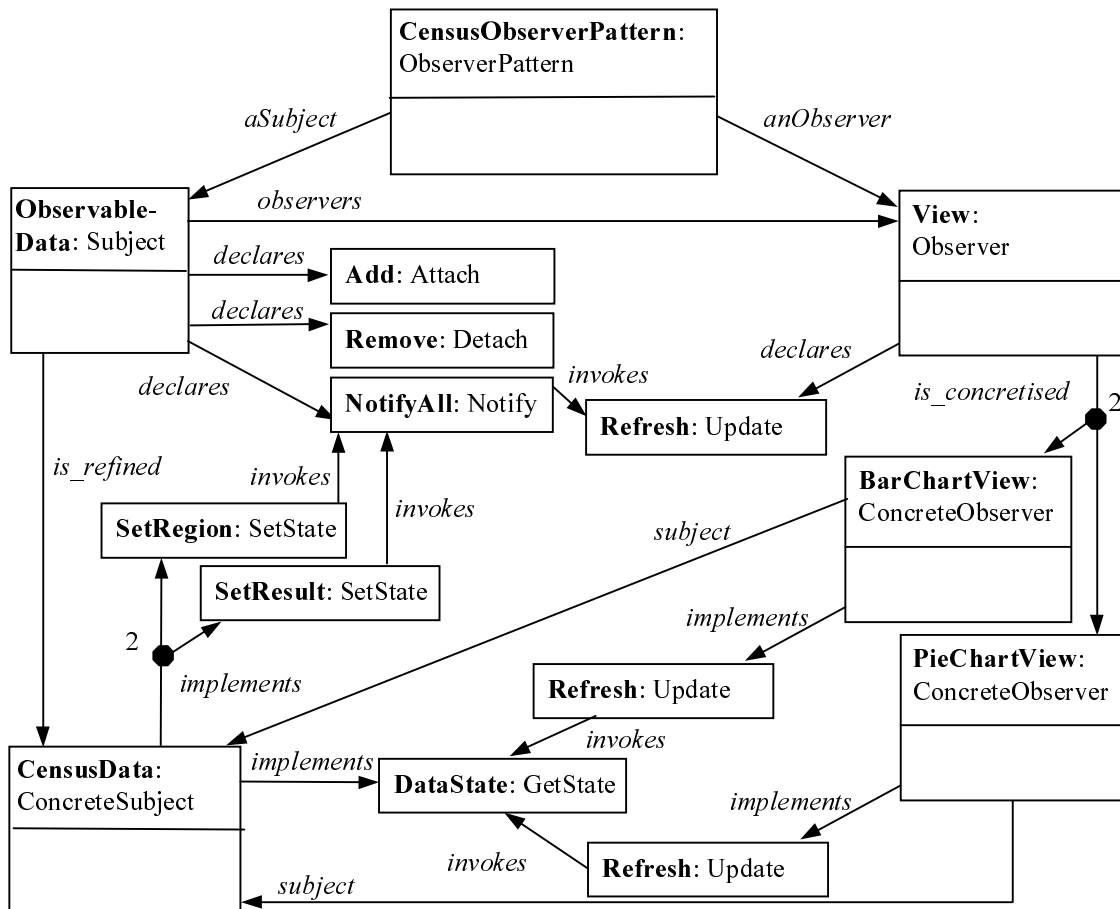 CensusObserverPattern:
ObserverPattern
aSubject
anObserver
Observable-
Data: Subject
observers
View:
Observer
declares
Add: Attach
declares
Remove: Detach
declares
NotifyAll: Notify
invokes
declares
Refresh: Update
is_concretised
2
is_refined
invokes
invokes
SetRegion: SetState
SetResult: SetState
BarChartView:
ConcreteObserver
subject
2
implements
implements
Refresh: Update
PieChartView:
ConcreteObserver
invokes
CensusData:
ConcreteSubject
implements
DataState: GetState
implements
invokes
Refresh: Update
subject